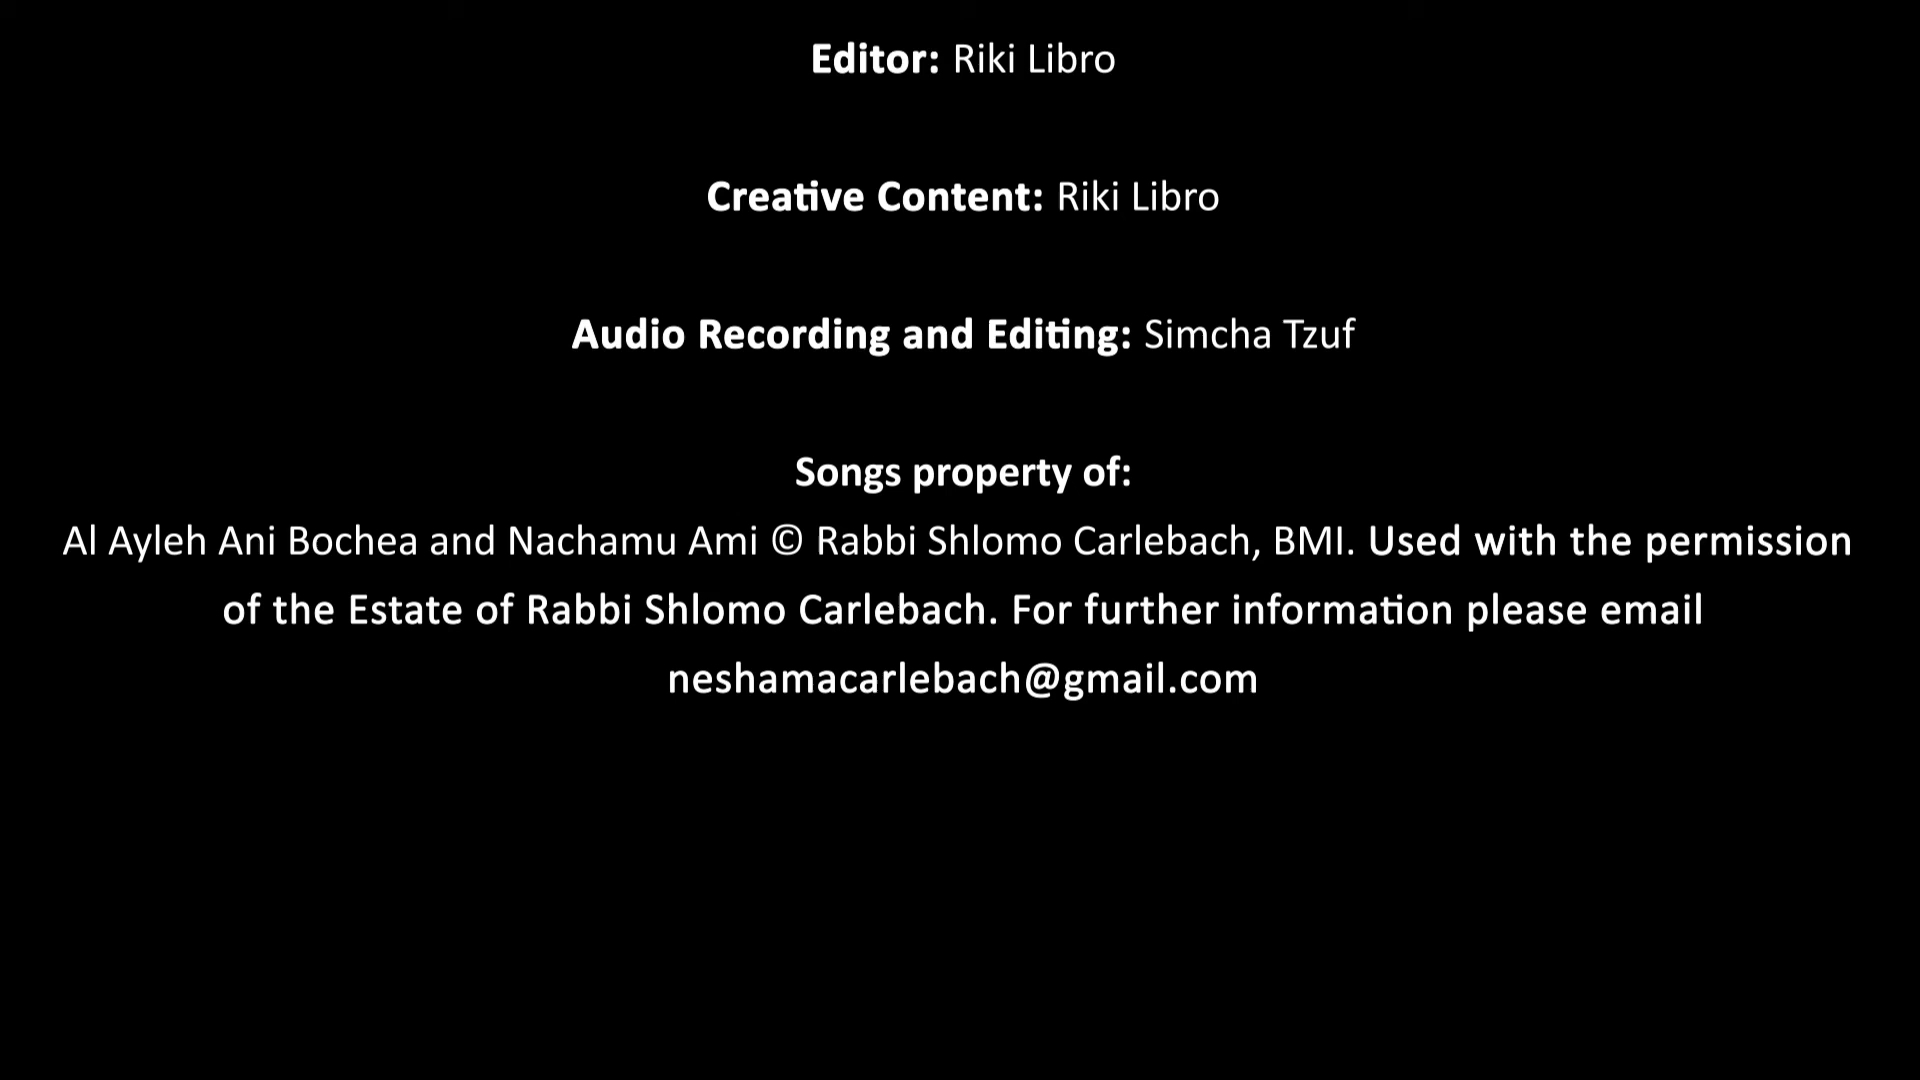 Editor: Riki Libro
Creative Content: Riki Libro
Audio Recording and Editing: Simcha Tzuf
Songs property of:
Al Ayleh Ani Bochea and Nachamu Ami © Rabbi Shlomo Carlebach, BMI. Used with the permission
of the Estate of Rabbi Shlomo Carlebach. For further information please email
neshamacarlebach@gmail.com